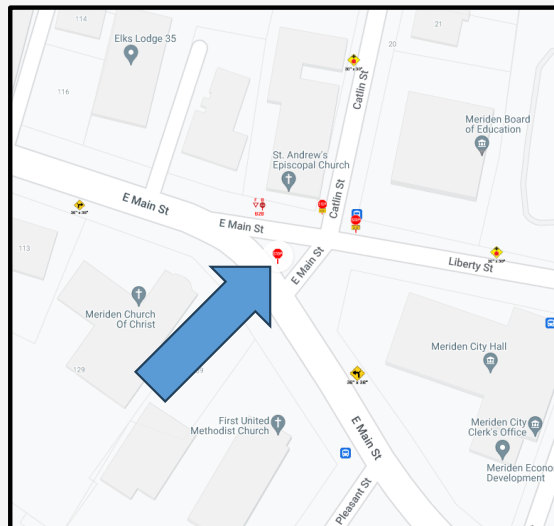 114
21
Elks Lodge 35
20
Catlin St
116
Meriden Board
of Education
St. Andrew's
Episcopal Church
E Main St
Catlin St
E Main St
STOP
E Main St
Liberty St
113
Meriden Church
Of Christ
129
Meriden City Hall
E Main St
First United
Methodist Church
Meriden City
Clerk's Office
Meriden Econo
Development
Pleasant St